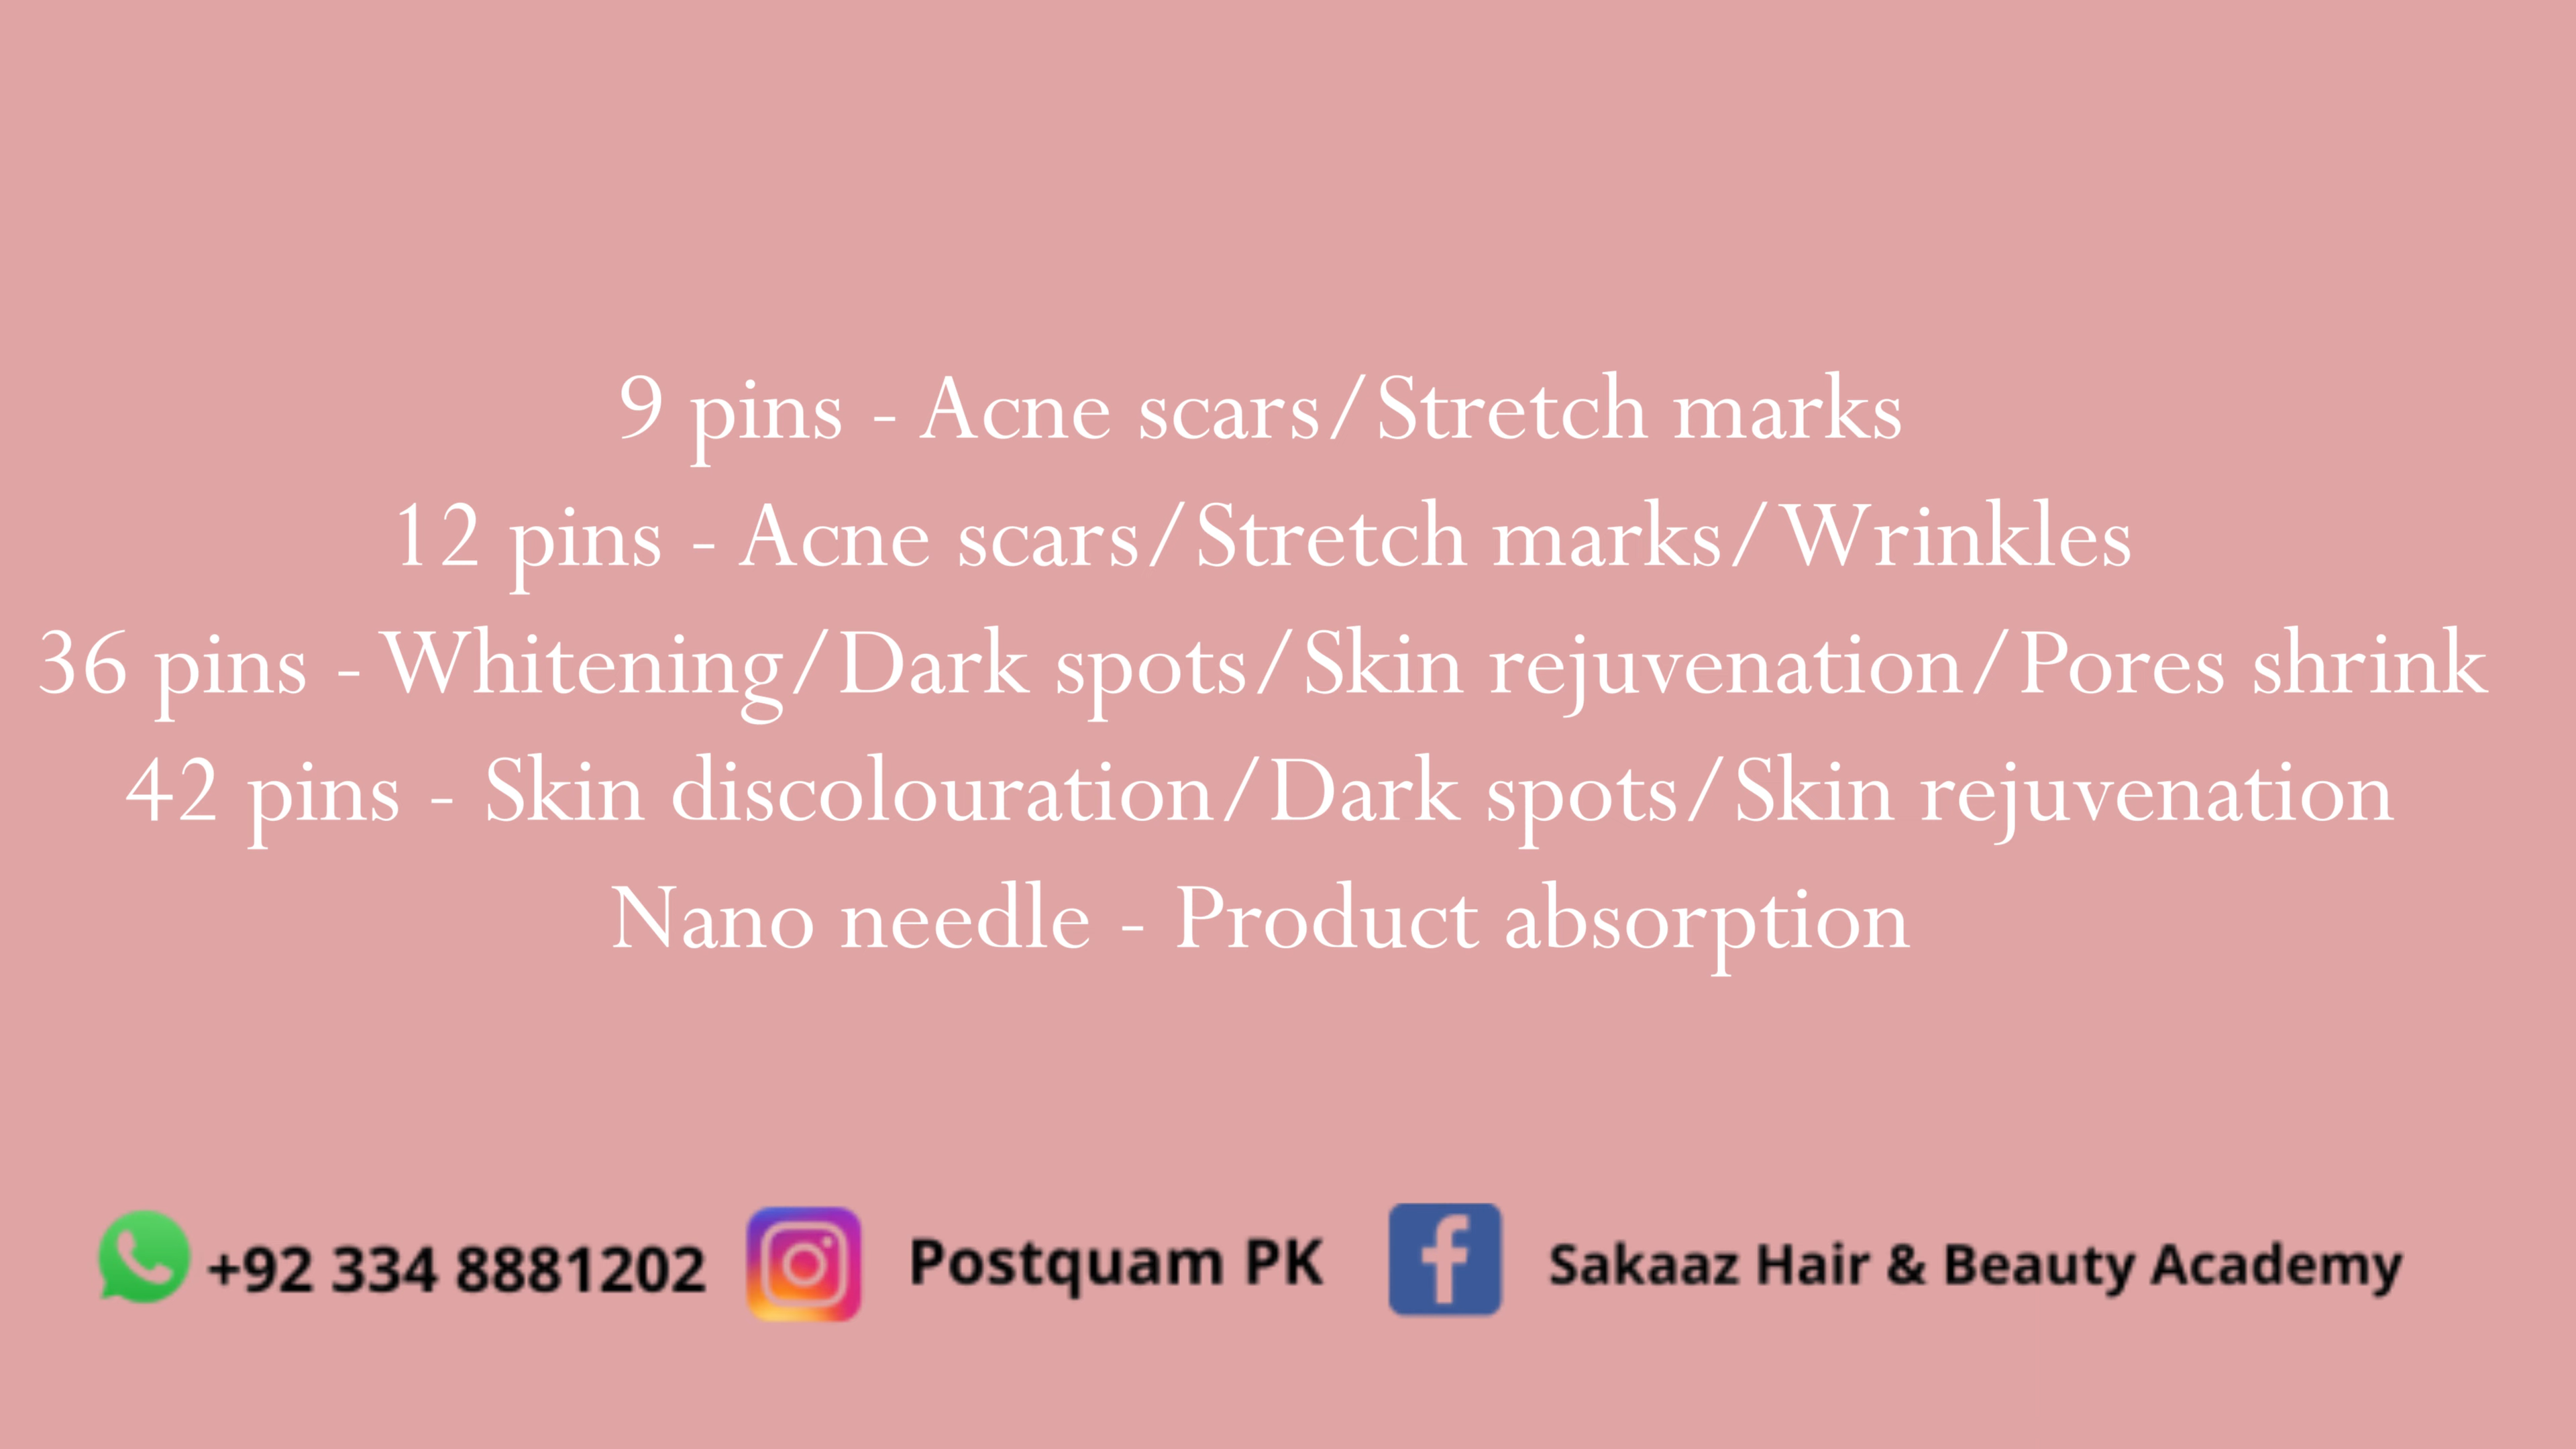 9 pins - Acne scars/Stretch marks
12 pins - Acne scars/Stretch marks/Wrinkles
36 pins - Whitening/Dark spots/Skin rejuvenation/Pores shrink
42 pins - Skin discolouration/Dark spots/Skin rejuvenation
Nano needle - Product absorption
+92 334 8881202 Postquam PK Sakaaz Hair & Beauty Academy